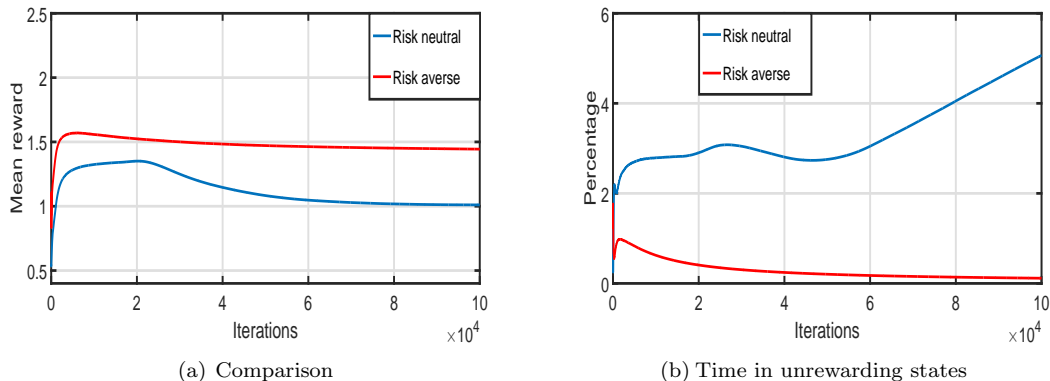 2.5
2
1.5
1
0.5
Mean reward
Risk neutral
Risk averse
0 2 4 6 8 10
Iterations
×10^4
(a) Comparison
6
4
2
0
Percentage
Risk neutral
Risk averse
0 2 4 6 8 10
Iterations
×10^4
(b) Time in unrewarding states